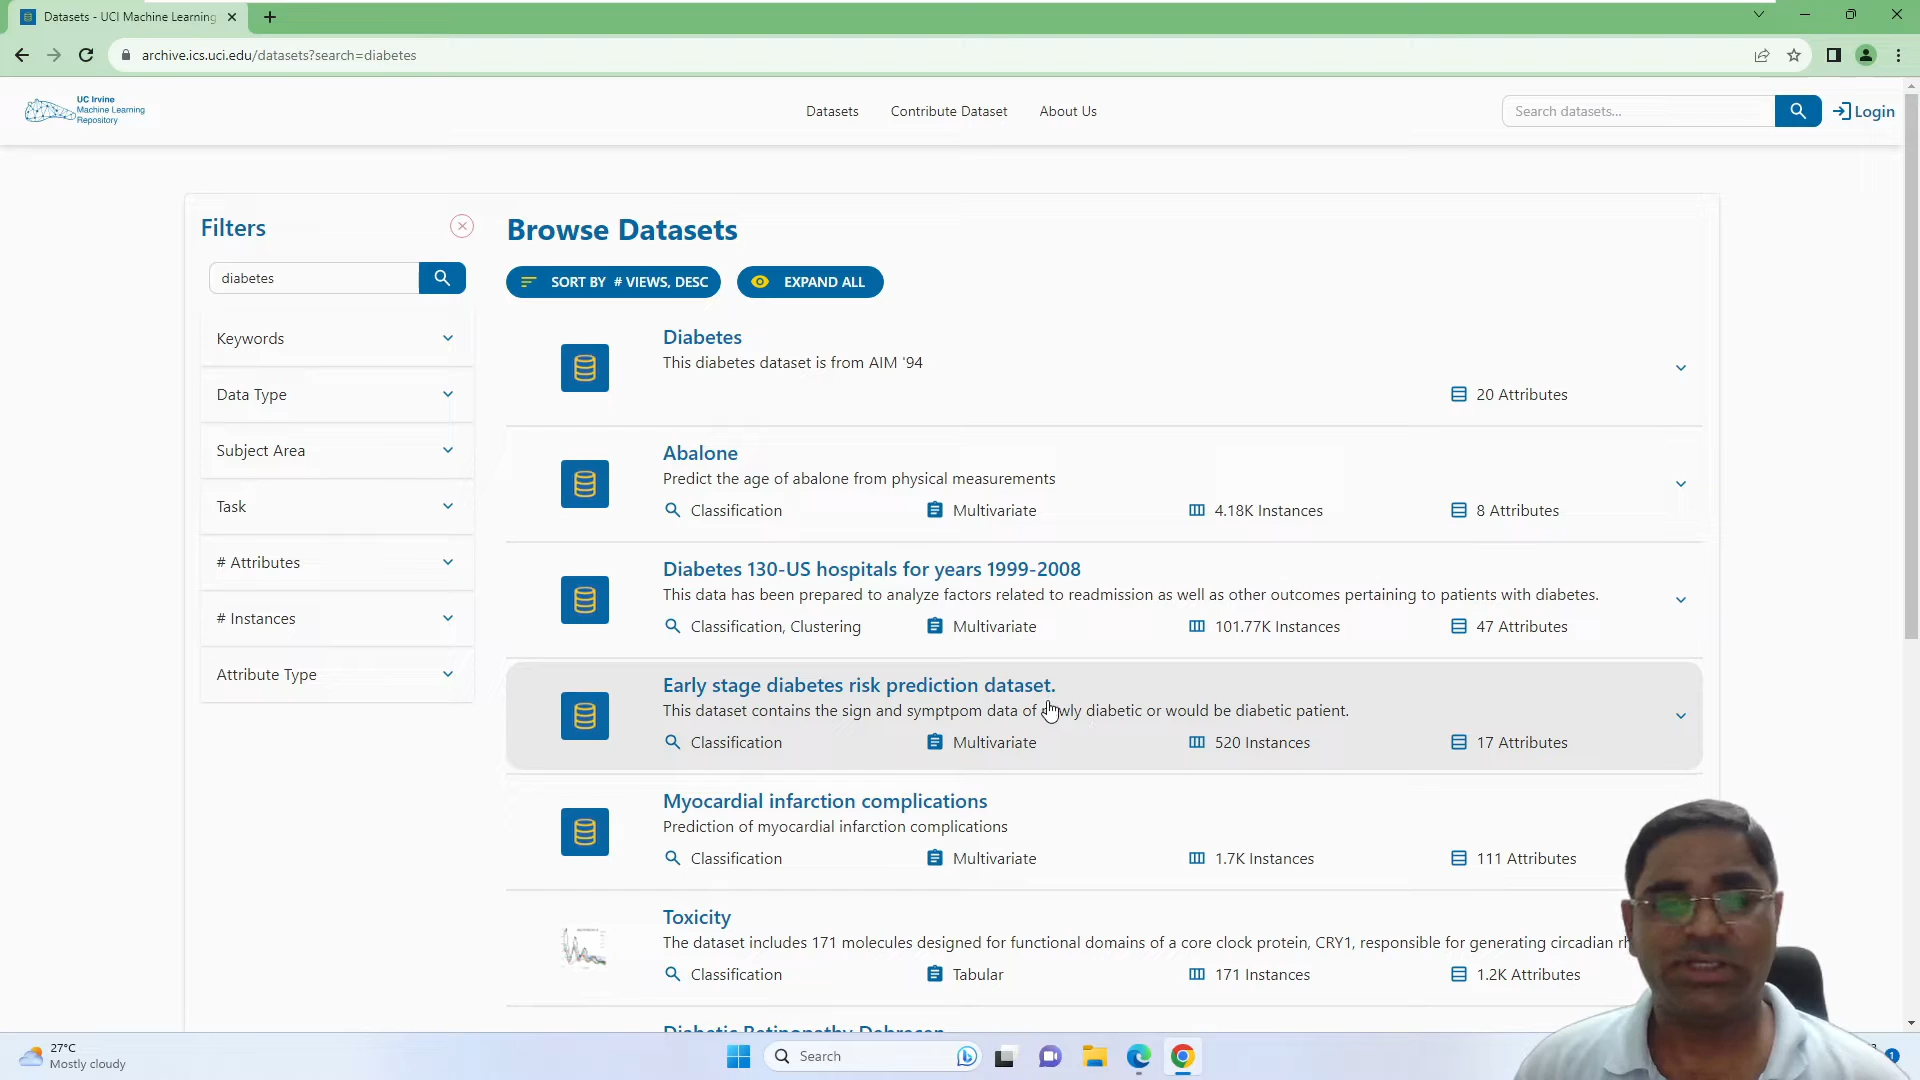 Datasets - UCI Machine Learning
archive.ics.uci.edu/datasets?search=diabetes
UC Irvine
Machine Learning
Repository
Datasets
Contribute Dataset
About Us
Search datasets...
Login
Filters
diabetes
Keywords
Data Type
Subject Area
Task
# Attributes
# Instances
Attribute Type
Browse Datasets
SORT BY # VIEWS, DESC
EXPAND ALL
Diabetes
This diabetes dataset is from AIM '94
20 Attributes
Abalone
Predict the age of abalone from physical measurements
Classification
Multivariate
4.18K Instances
8 Attributes
Diabetes 130-US hospitals for years 1999-2008
This data has been prepared to analyze factors related to readmission as well as other outcomes pertaining to patients with diabetes.
Classification, Clustering
Multivariate
101.77K Instances
47 Attributes
Early stage diabetes risk prediction dataset.
This dataset contains the sign and symptpom data of newly diabetic or would be diabetic patient.
Classification
Multivariate
520 Instances
17 Attributes
Myocardial infarction complications
Prediction of myocardial infarction complications
Classification
Multivariate
1.7K Instances
111 Attributes
Toxicity
The dataset includes 171 molecules designed for functional domains of a core clock protein, CRY1, responsible for generating circadian
Classification
Tabular
171 Instances
1.2K Attributes
Diabetic Retinopathy Debrecen
27°C
Mostly cloudy
Search
1